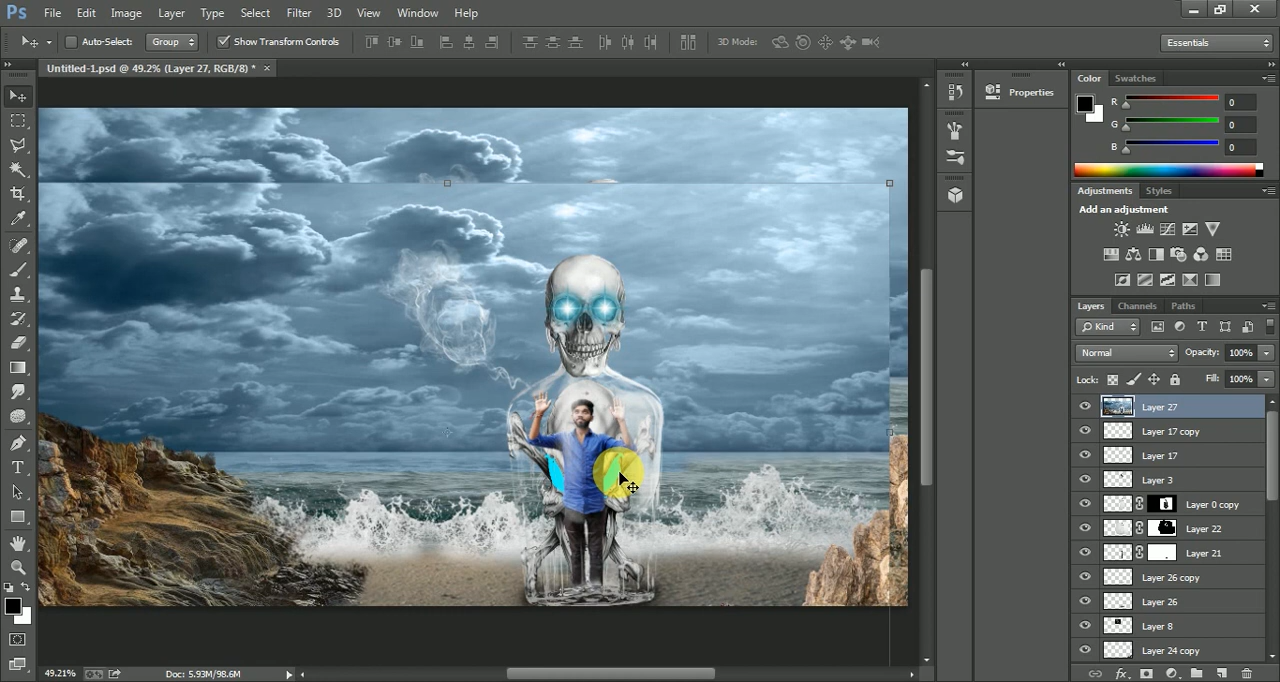 Ps File Edit Image Layer Type Select Filter 3D View Window Help
Auto-Select: Group Show Transform Controls 3D Mode: Essentials
Untitled-1.psd @ 49.2% (Layer 27, RGB/8) * ×
Properties
Color Swatches
R 0
G 0
B 0
Adjustments Styles
Add an adjustment
Layers Channels Paths
Kind
Normal Opacity: 100%
Lock: Fill: 100%
Layer 27
Layer 17 copy
Layer 17
Layer 3
Layer 0 copy
Layer 22
Layer 21
Layer 26 copy
Layer 26
Layer 8
Layer 24 copy
49.21% Doc: 5.93M/98.6M